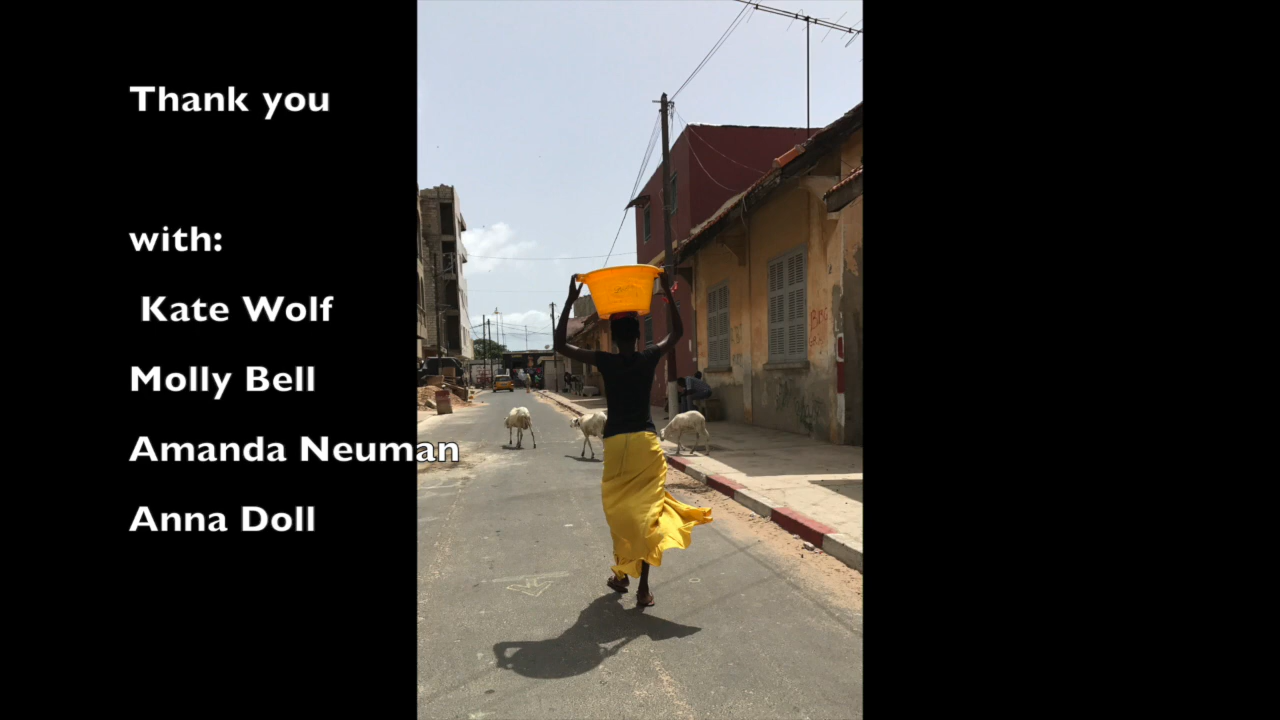 Thank you
with:
Kate Wolf
Molly Bell
Amanda Neuman
Anna Doll